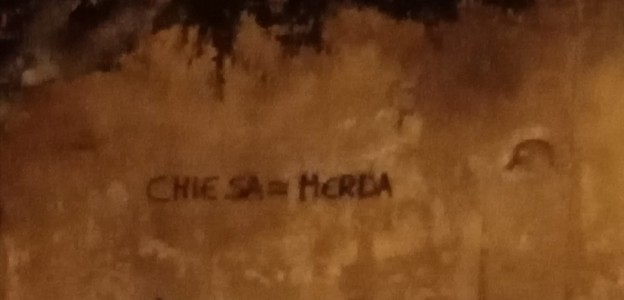 CHIESA = MERDA